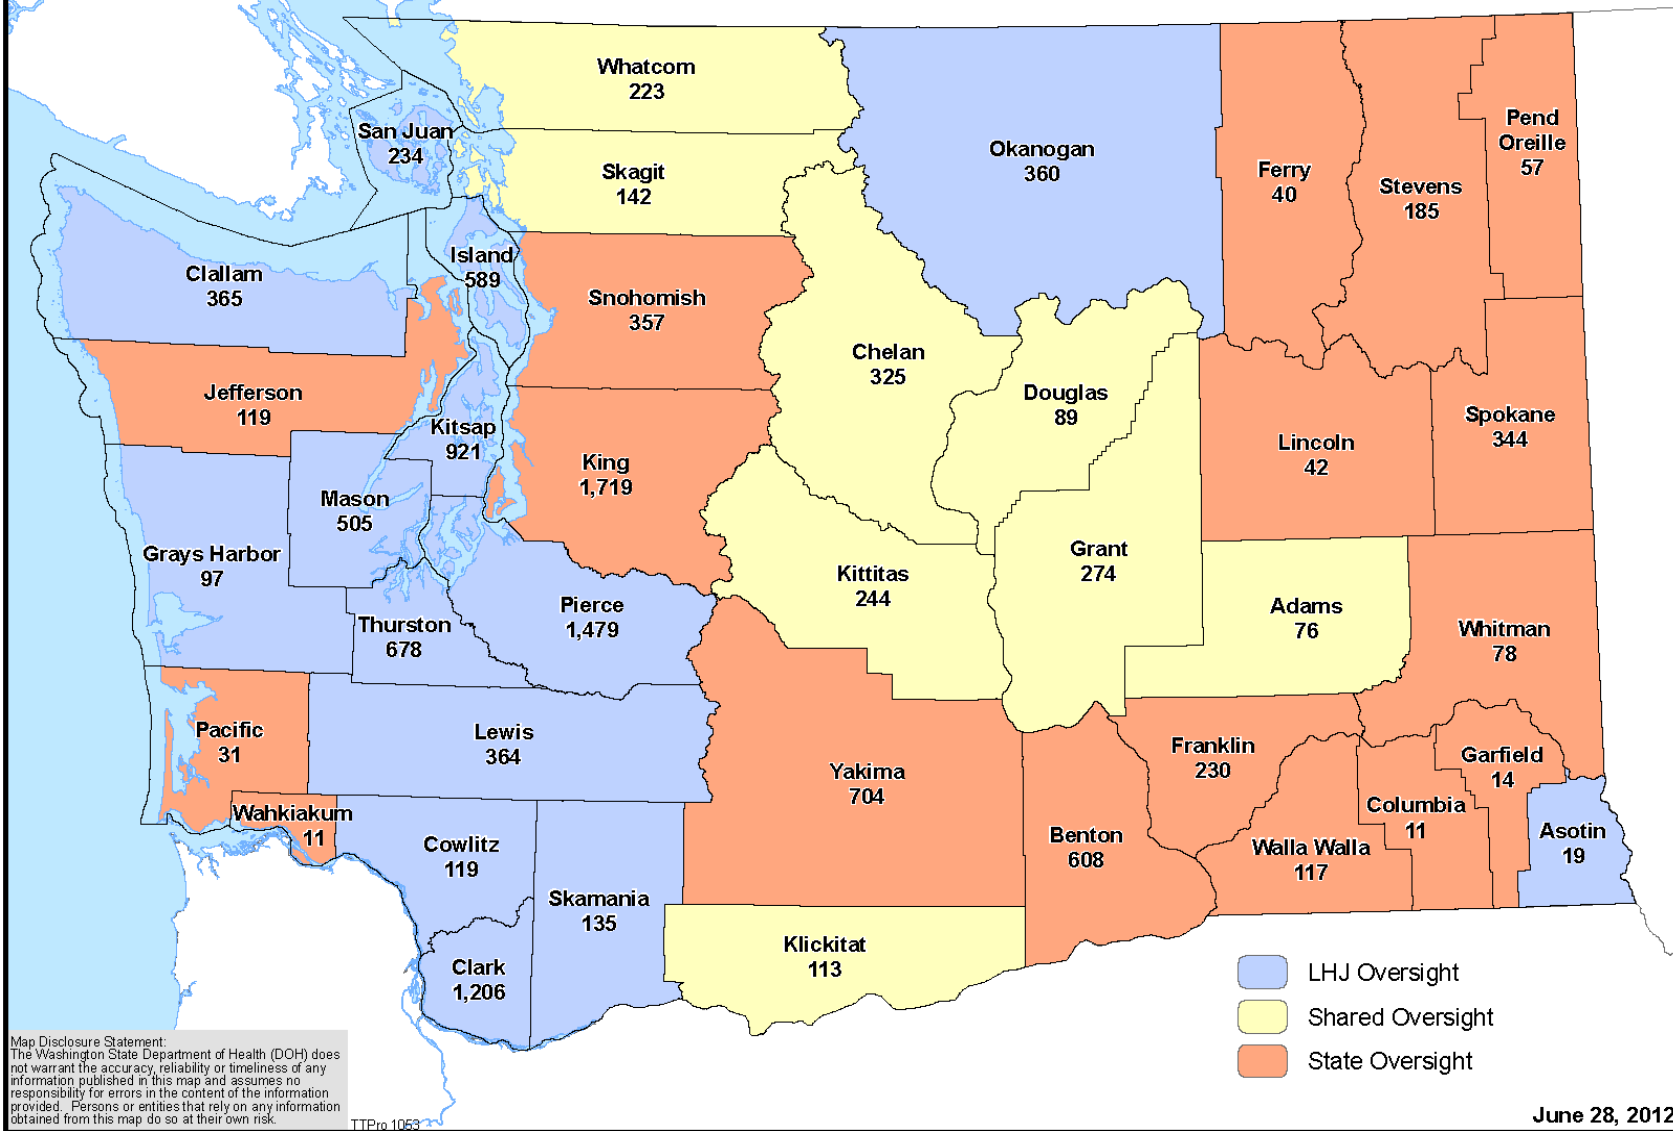 Whatcom
223
San Juan
234
Skagit
142
Okanogan
360
Ferry
40
Stevens
185
Pend
Oreille
57
Clallam
365
Island
589
Snohomish
357
Chelan
325
Douglas
89
Jefferson
119
Kitsap
921
King
1,719
Lincoln
42
Spokane
344
Mason
505
Grays Harbor
97
Kittitas
244
Grant
274
Adams
76
Whitman
78
Thurston
678
Pierce
1,479
Pacific
31
Lewis
364
Yakima
704
Franklin
230
Garfield
14
Wahkiakum
11
Cowlitz
119
Benton
608
Walla Walla
117
Columbia
11
Asotin
19
Skamania
135
Klickitat
113
Clark
1,206
LHJ Oversight
Shared Oversight
State Oversight
Map Disclosure Statement:
The Washington State Department of Health (DOH) does
not warrant the accuracy, reliability or timeliness of any
information published in this map and assumes no
responsibility for errors in the content of the information
provided. Persons or entities that rely on any information
obtained from this map do so at their own risk.
TTPro 1053
June 28, 2012